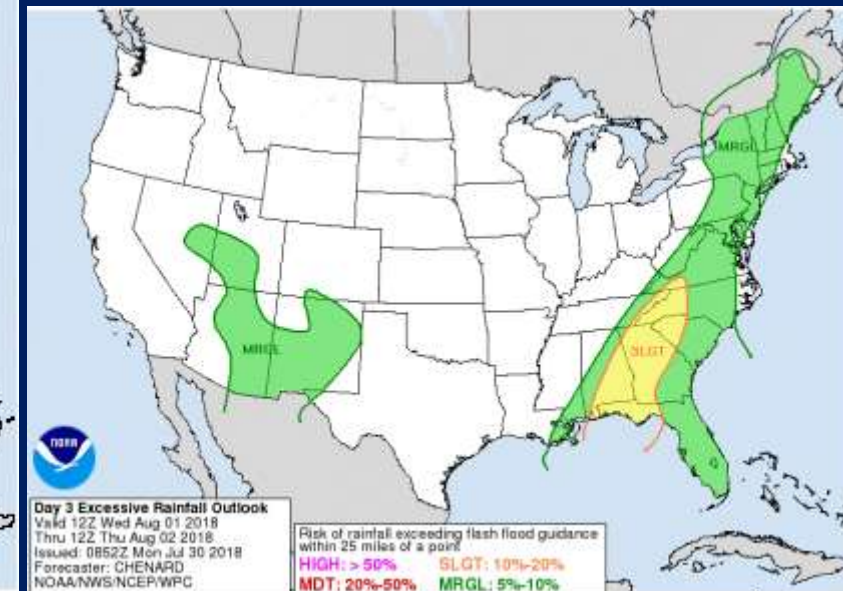 MRGL
MRGL
SLGT
NOAA
Day 3 Excessive Rainfall Outlook
Valid 12Z Wed Aug 01 2018
Thru 12Z Thu Aug 02 2018
Issued: 0852Z Mon Jul 30 2018
Forecaster: CHENARD
NOAA/NWS/NCEP/WPC
Risk of rainfall exceeding flash flood guidance
within 25 miles of a point
HIGH: > 50% SLGT: 10%-20%
MDT: 20%-50% MRGL: 5%-10%